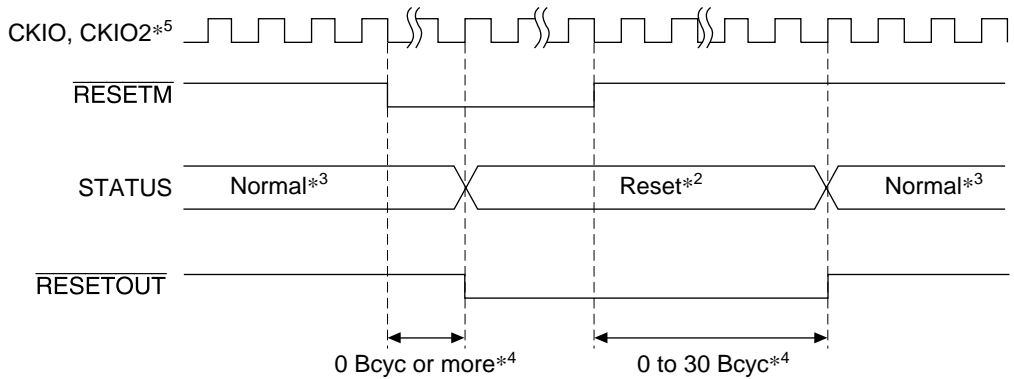 CKIO, CKIO2*5
RESETM
STATUS
Normal*3
Reset*2
Normal*3
RESETOUT
0 Bcyc or more*4
0 to 30 Bcyc*4